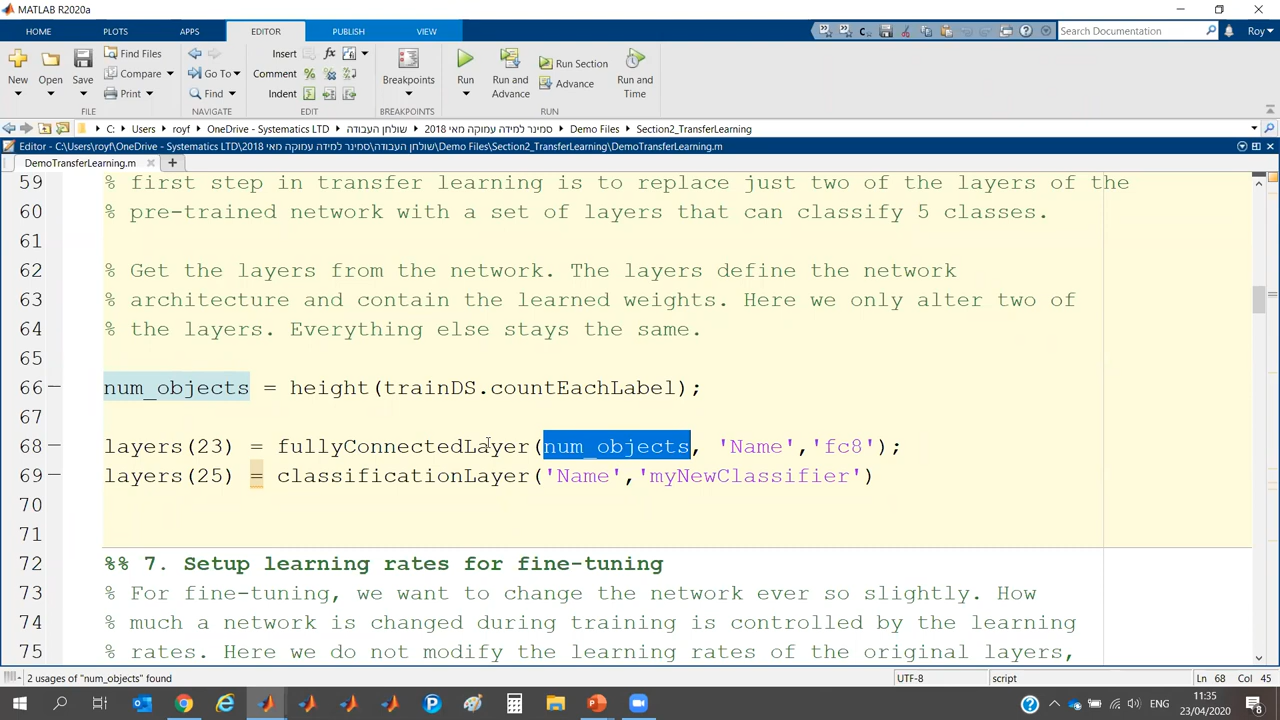 MATLAB R2020a
HOME PLOTS APPS EDITOR PUBLISH VIEW
Search Documentation Roy
New Open Save Find Files Compare Print
Go To Find
Insert fx
Comment
Indent
Breakpoints
Run Run and Advance Run Section Advance Run and Time
FILE NAVIGATE EDIT BREAKPOINTS RUN
C: Users royf OneDrive - Systematics LTD שולחן העבודה סמינר למידה עמוקה מאי 2018 Demo Files Section2_TransferLearning
Editor - C:\Users\royf\OneDrive - Systematics LTD\שולחן העבודה\סמינר למידה עמוקה מאי 2018\Demo Files\Section2_TransferLearning\DemoTransferLearning.m
DemoTransferLearning.m
59 % first step in transfer learning is to replace just two of the layers of the
60 % pre-trained network with a set of layers that can classify 5 classes.
61
62 % Get the layers from the network. The layers define the network
63 % architecture and contain the learned weights. Here we only alter two of
64 % the layers. Everything else stays the same.
65
66 num_objects = height(trainDS.countEachLabel);
67
68 layers(23) = fullyConnectedLayer(num_objects, 'Name','fc8');
69 layers(25) = classificationLayer('Name','myNewClassifier')
70
71
72 %% 7. Setup learning rates for fine-tuning
73 % For fine-tuning, we want to change the network ever so slightly. How
74 % much a network is changed during training is controlled by the learning
75 % rates. Here we do not modify the learning rates of the original layers,
2 usages of "num_objects" found UTF-8 script Ln 68 Col 45
ENG 11:35 23/04/2020 8